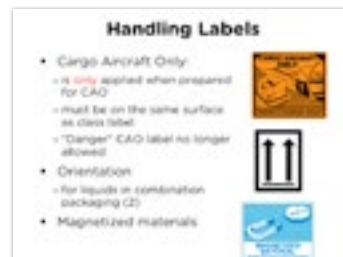 Handling Labels
• Cargo Aircraft Only
– is only applied when prepared
for CAO
– must be on the same surface
as class label
– "Danger" CAO label no longer
allowed
• Orientation
– for liquids in combination
packaging (2)
• Magnetized materials
MAGNETIZED